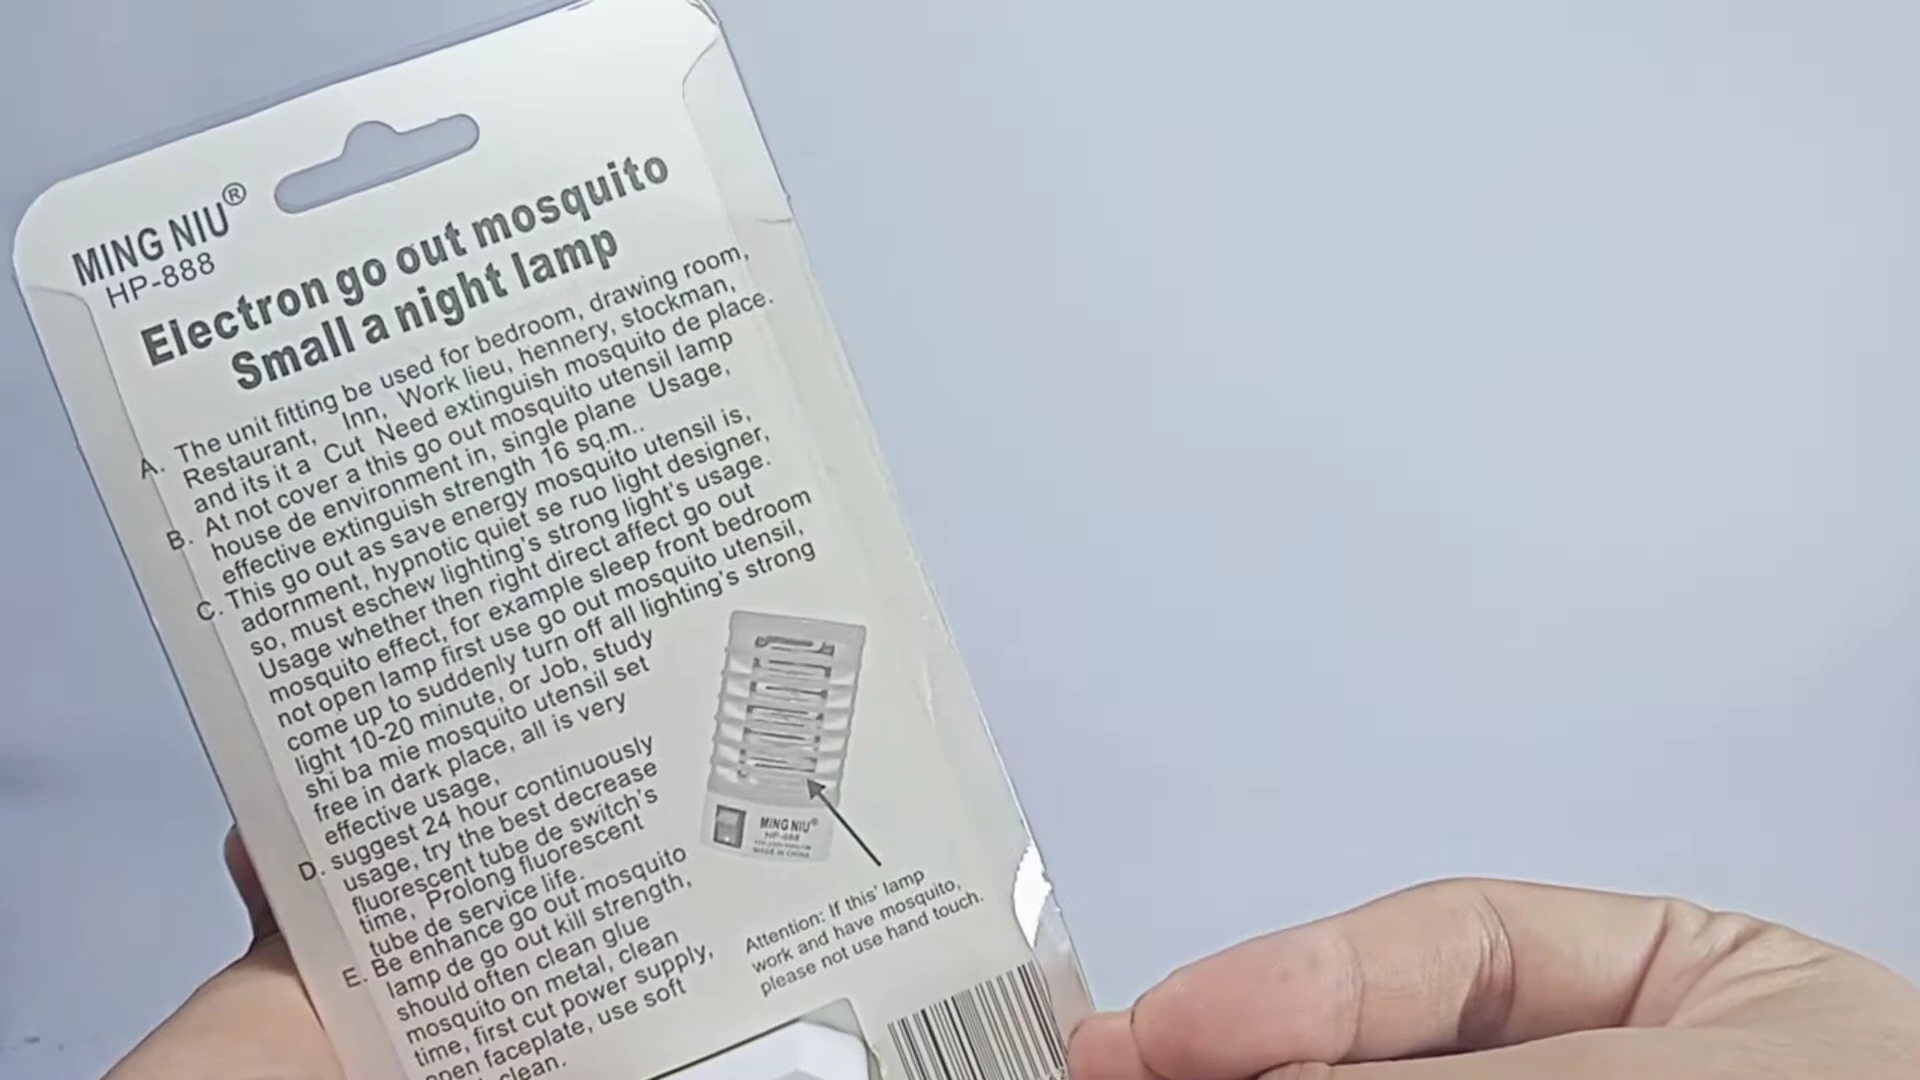 MING NIU®
HP-888
Electron go out mosquito
Small a night lamp
A. The unit fitting be used for bedroom, drawing room,
Restaurant, Inn, Work lieu, hennery, stockman,
and its it a Cut Need extinguish mosquito de place.
B. At not cover a this go out mosquito utensil lamp
house de environment in, single plane Usage,
effective extinguish strength 16 sq.m..
C. This go out as save energy mosquito utensil is,
adornment, hypnotic quiet se ruo light designer,
so, must eschew lighting's strong light's usage.
Usage whether then right direct affect go out
mosquito effect, for example sleep front bedroom
not open lamp first use go out mosquito utensil,
come up to suddenly turn off all lighting's strong
light 10-20 minute, or Job, study
shi ba mie mosquito utensil set
free in dark place, all is very
effective usage,
D. suggest 24 hour continuously
usage, try the best decrease
fluorescent tube de switch's
time, Prolong fluorescent
tube de service life.
E. Be enhance go out mosquito
lamp de go out kill strength,
should often clean glue
mosquito on metal, clean
time, first cut power supply,
open faceplate, use soft
clean.
MING NIU®
HP-888
MADE IN CHINA
Attention: If this' lamp
work and have mosquito,
please not use hand touch.